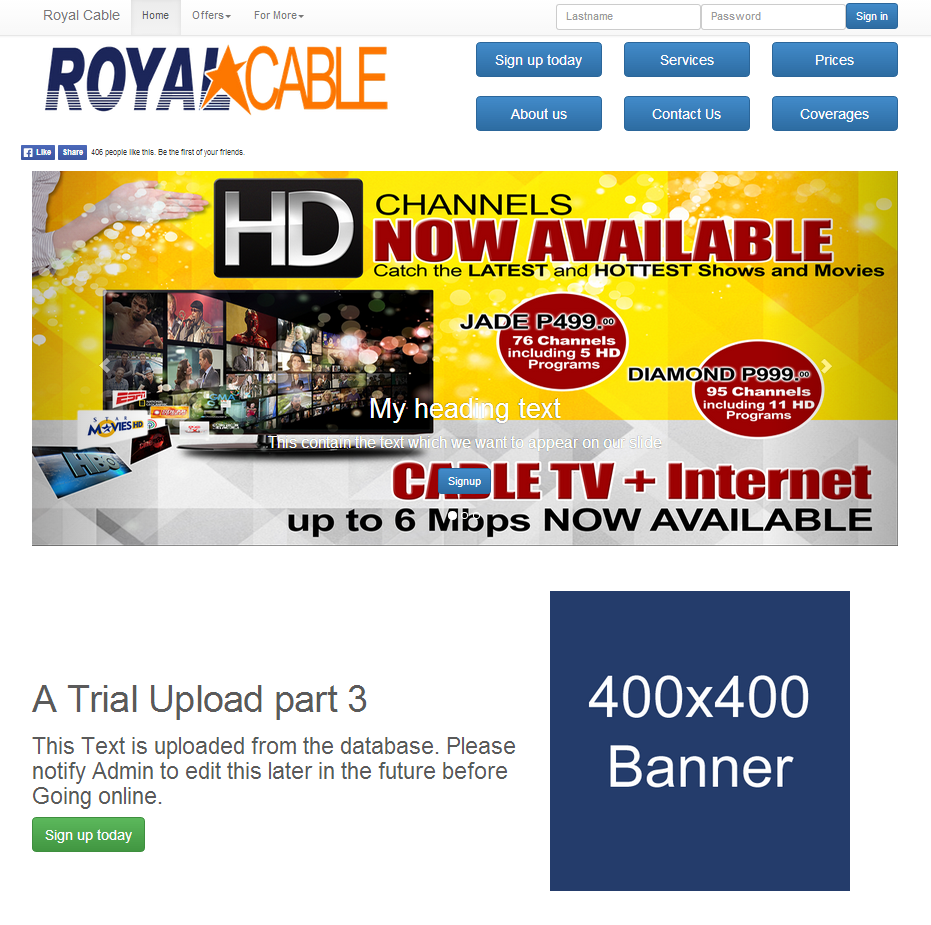 Royal Cable Home Offers For More Lastname Password Sign in
ROYAL CABLE
Sign up today Services Prices
About us Contact Us Coverages
Like Share 406 people like this. Be the first of your friends.
HD
CHANNELS
NOW AVAILABLE
Catch the LATEST and HOTTEST Shows and Movies
JADE P499.00
76 Channels
including 5 HD
Programs
DIAMOND P999.00
95 Channels
including 11 HD
Programs
ESPN
STAR
MOVIES HD
HBO
My heading text
This contain the text which we want to appear on our slide
Signup
CABLE TV + Internet
up to 6 Mbps NOW AVAILABLE
A Trial Upload part 3
This Text is uploaded from the database. Please
notify Admin to edit this later in the future before
Going online.
Sign up today
400x400
Banner